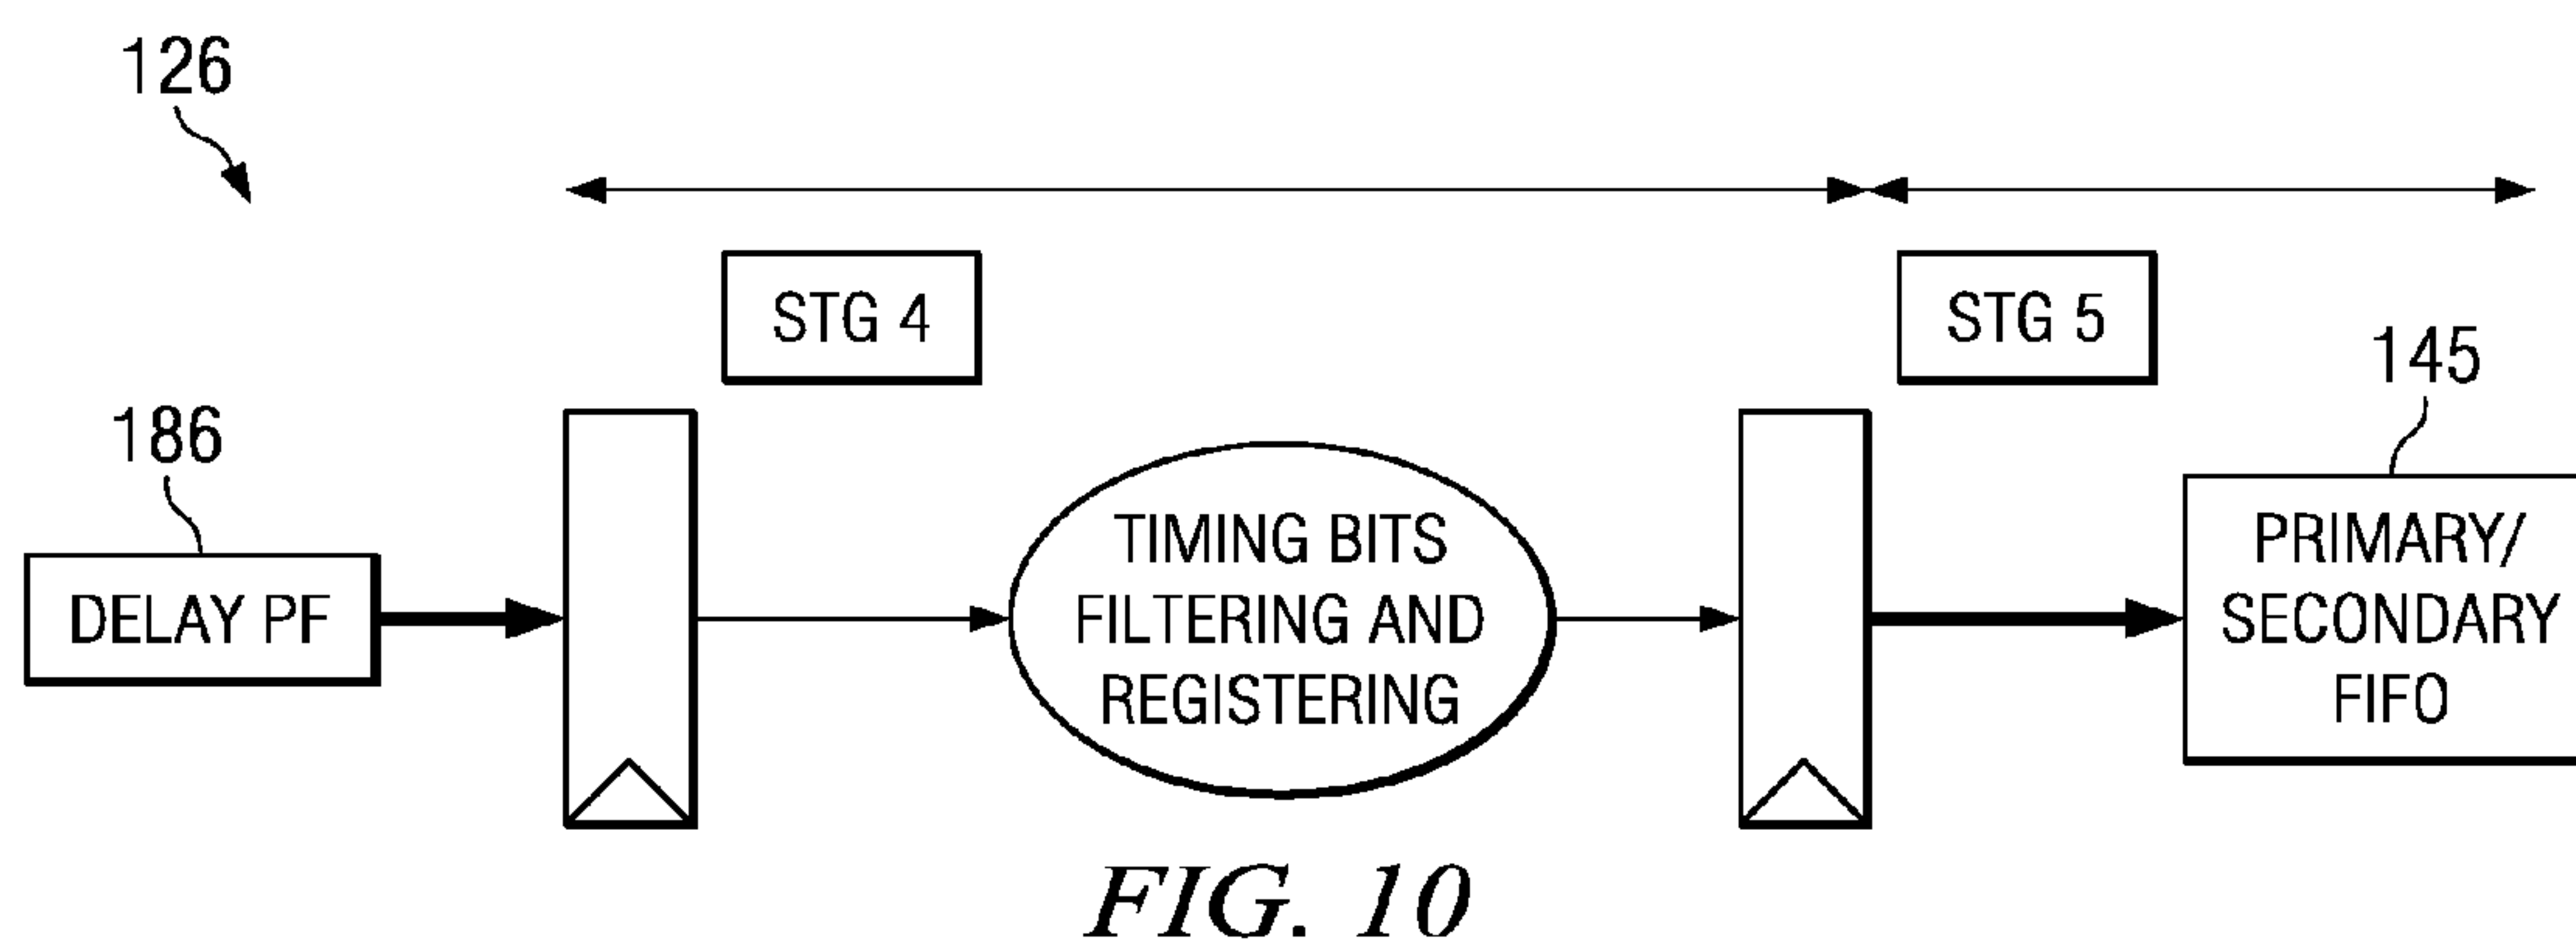 126
STG 4
STG 5
145
186
DELAY PF
TIMING BITS
FILTERING AND
REGISTERING
PRIMARY/
SECONDARY
FIFO
FIG. 10